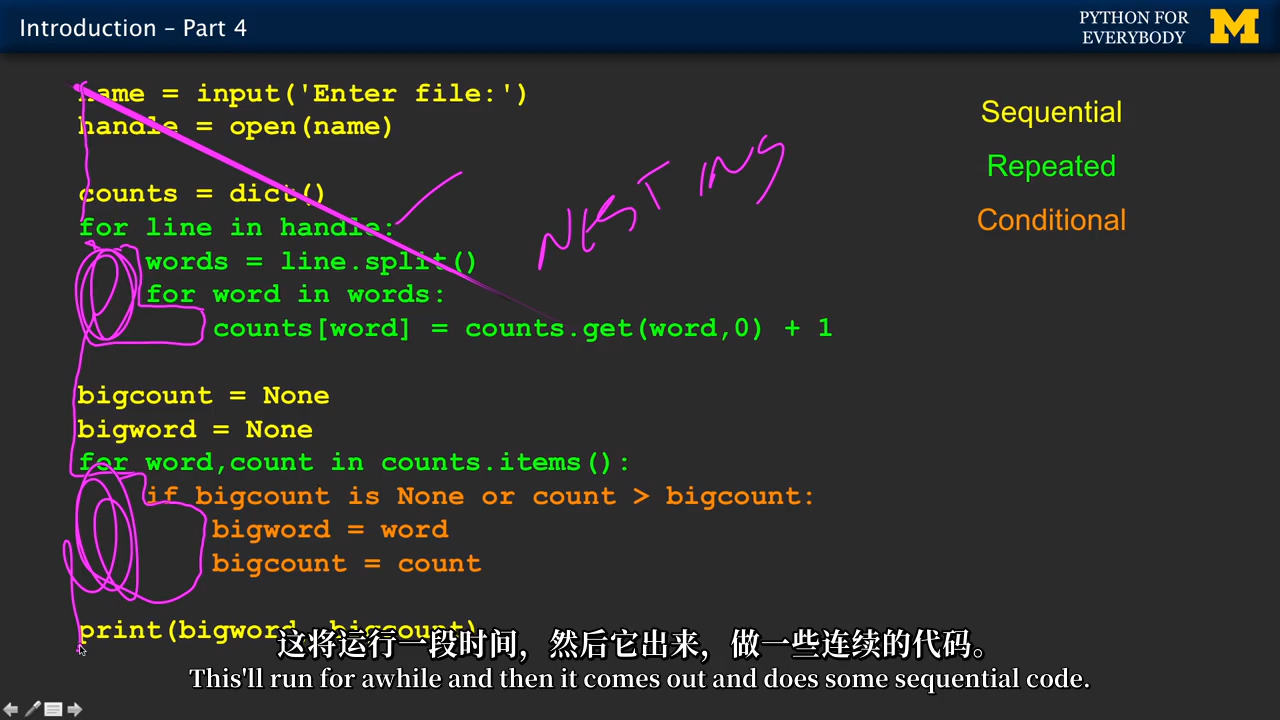 Introduction – Part 4
PYTHON FOR
EVERYBODY
M
name = input('Enter file:')
handle = open(name)
counts = dict()
for line in handle:
words = line.split()
for word in words:
counts[word] = counts.get(word,0) + 1
bigcount = None
bigword = None
for word,count in counts.items():
if bigcount is None or count > bigcount:
bigword = word
bigcount = count
print(bigword, bigcount)
Sequential
Repeated
Conditional
NESTING
这将运行一段时间，然后它出来，做一些连续的代码。
This'll run for awhile and then it comes out and does some sequential code.